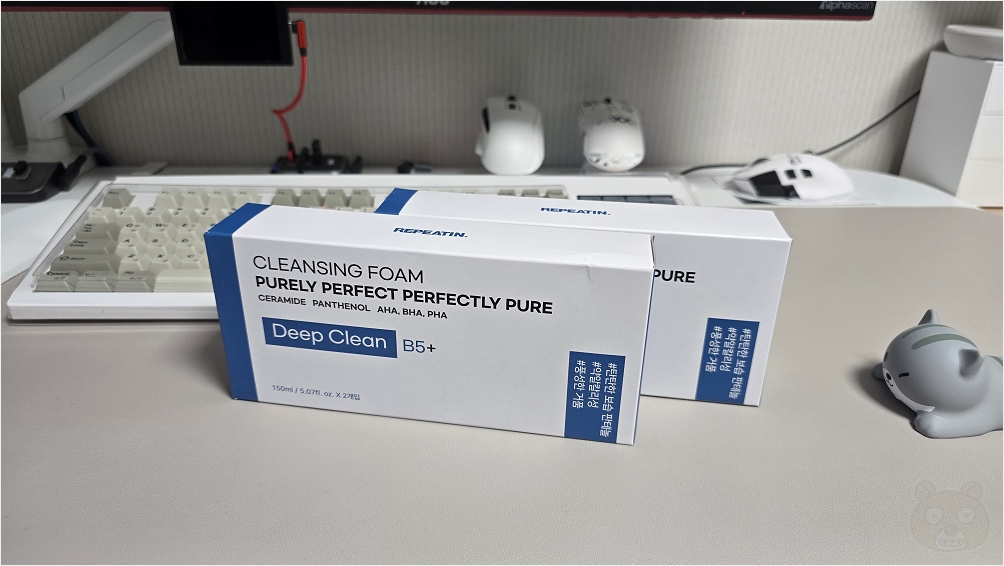 Alphascan
REPEATIN.
REPEATIN.
CLEANSING FOAM
PURELY PERFECT PERFECTLY PURE
CERAMIDE PANTHENOL AHA, BHA, PHA
Deep Clean B5+
150ml / 5.07fl. oz. X 2개입
#탄탄한 보습 판테놀
#약알칼리성
#풍성한 거품
PURE
#탄탄한 보습 판테놀
#약알칼리성
#풍성한 거품